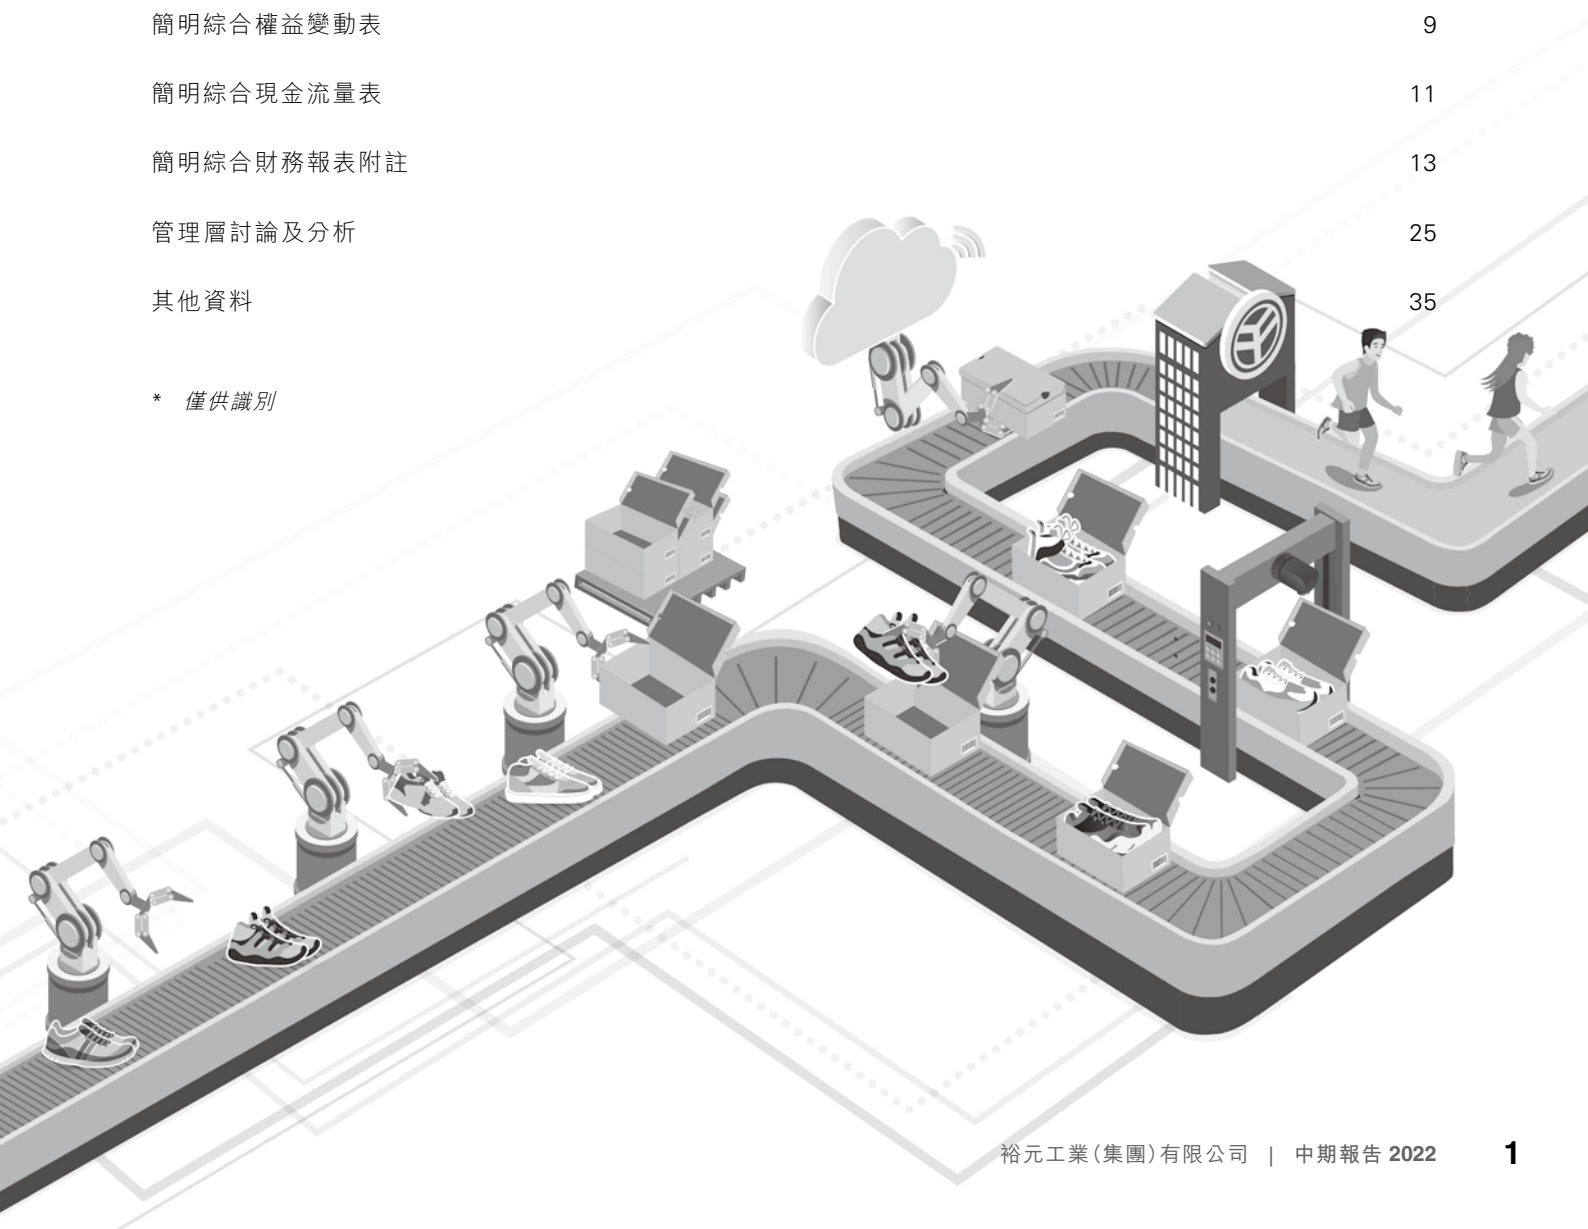 簡明綜合權益變動表 9
簡明綜合現金流量表 11
簡明綜合財務報表附註 13
管理層討論及分析 25
其他資料 35
* 僅供識別
裕元工業（集團）有限公司 | 中期報告 2022 1